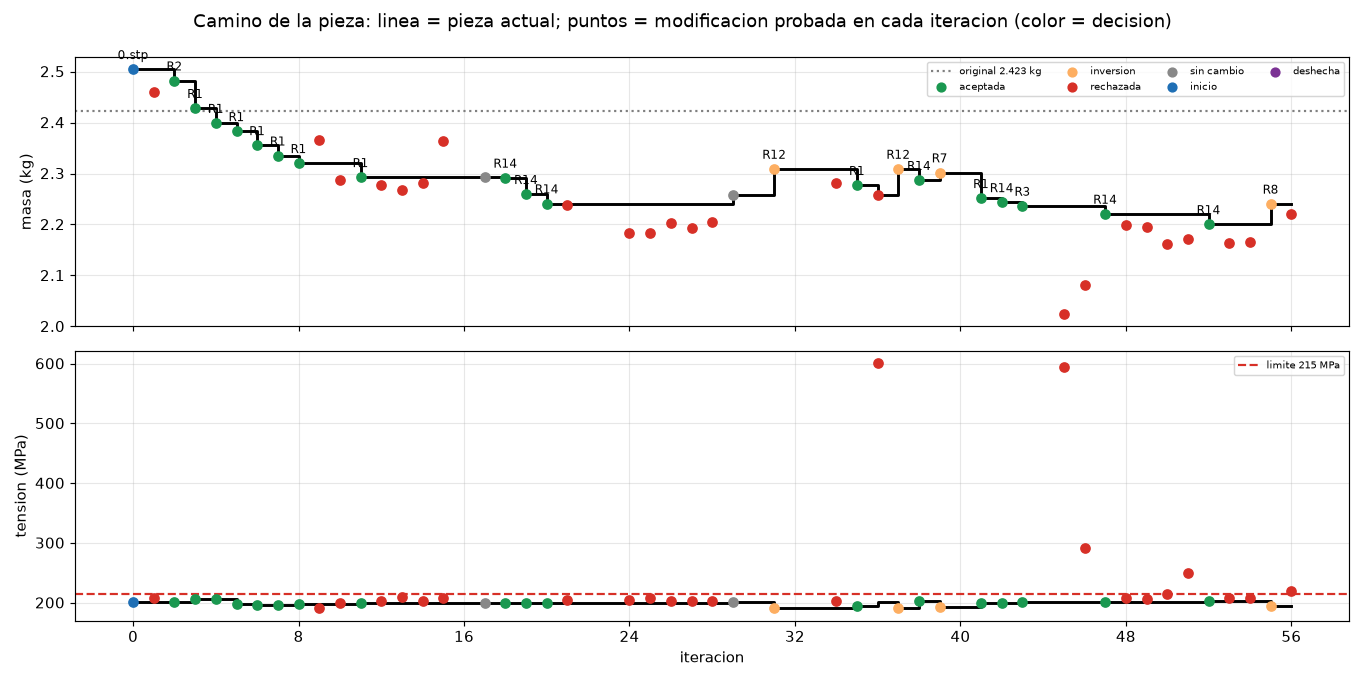 Camino de la pieza: linea = pieza actual; puntos = modificacion probada en cada iteracion (color = decision)
0.stp
R2
R1
R1
R1
R1
R1
R1
R1
R14
R14
R14
R12
R1
R12
R14
R7
R1
R14
R3
R14
R14
R8
original 2.423 kg
aceptada
inversion
rechazada
sin cambio
inicio
deshecha
masa (kg)
2.5
2.4
2.3
2.2
2.1
2.0
limite 215 MPa
tension (MPa)
600
500
400
300
200
0 8 16 24 32 40 48 56
iteracion